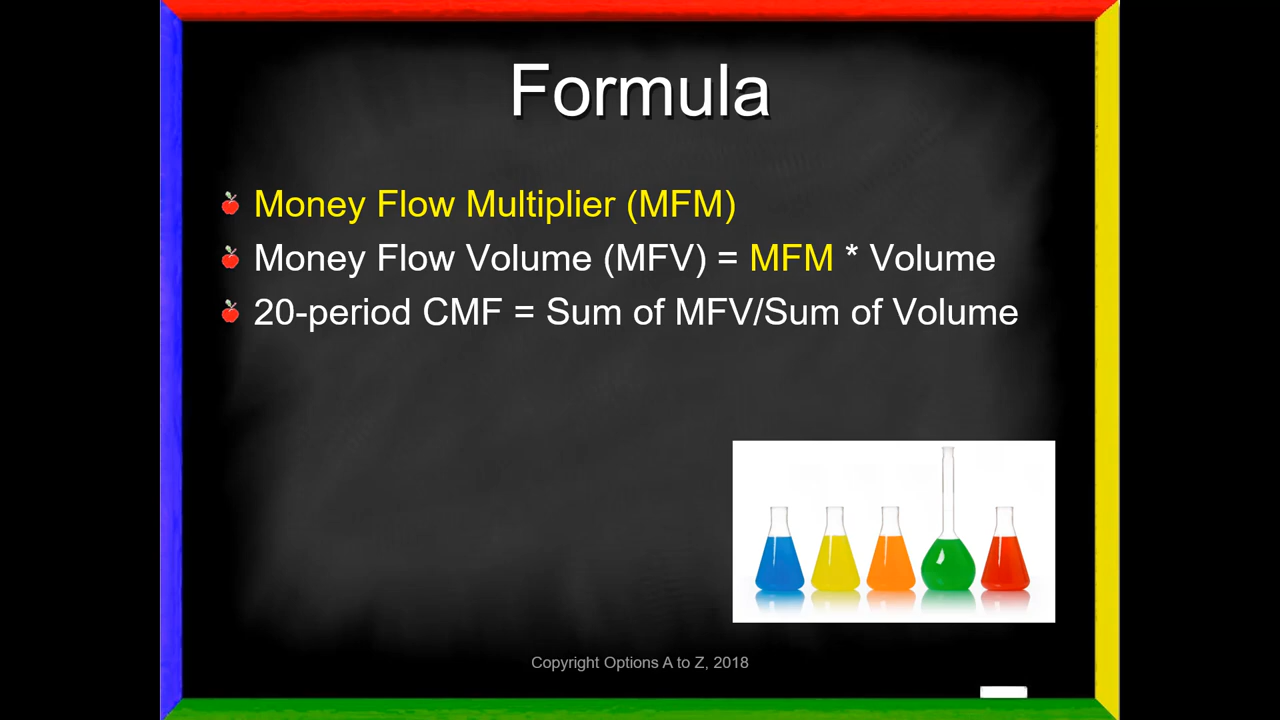 Formula
Money Flow Multiplier (MFM)
Money Flow Volume (MFV) = MFM * Volume
20-period CMF = Sum of MFV/Sum of Volume
Copyright Options A to Z, 2018